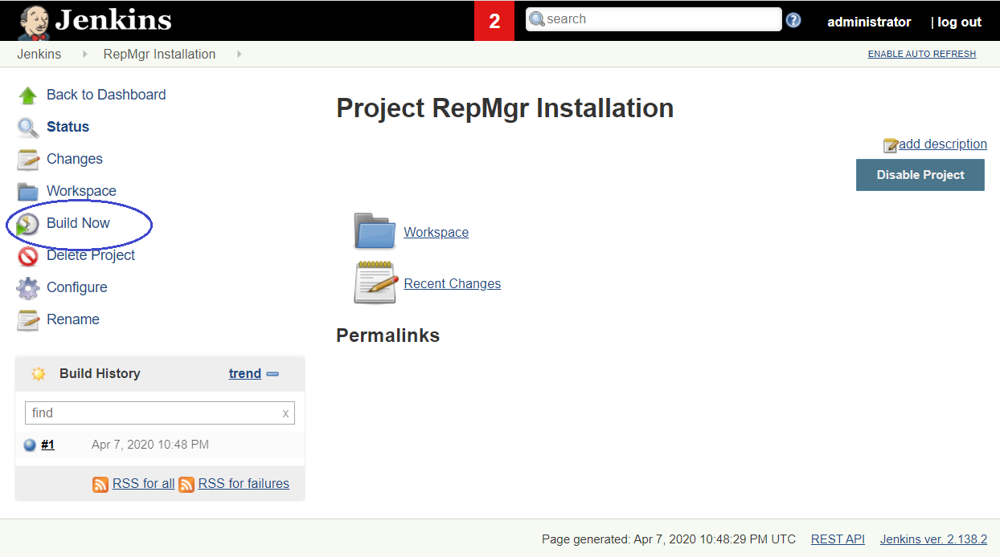 Jenkins
2
search
administrator
| log out
Jenkins
RepMgr Installation
ENABLE AUTO REFRESH
Back to Dashboard
Status
Changes
Workspace
Build Now
Delete Project
Configure
Rename
Project RepMgr Installation
add description
Disable Project
Workspace
Recent Changes
Permalinks
Build History
trend
find
x
#1
Apr 7, 2020 10:48 PM
RSS for all
RSS for failures
Page generated: Apr 7, 2020 10:48:29 PM UTC
REST API
Jenkins ver. 2.138.2